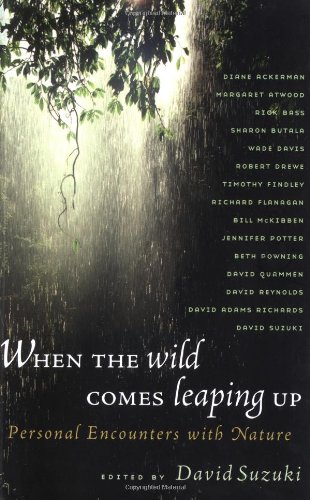 DIANE ACKERMAN
MARGARET ATWOOD
RICK BASS
SHARON BUTALA
WADE DAVIS
ROBERT DREWE
TIMOTHY FINDLEY
RICHARD FLANAGAN
BILL McKIBBEN
JENNIFER POTTER
BETH POWNING
DAVID QUAMMEN
DAVID REYNOLDS
DAVID ADAMS RICHARDS
DAVID SUZUKI
WHEN THE wild
COMES leaping UP
Personal Encounters with Nature
EDITED BY David Suzuki